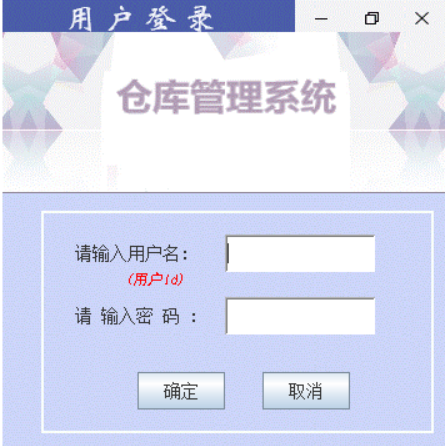 用户登录
仓库管理系统
请输入用户名:
(用户id)
请 输入密 码 :
确定 取消